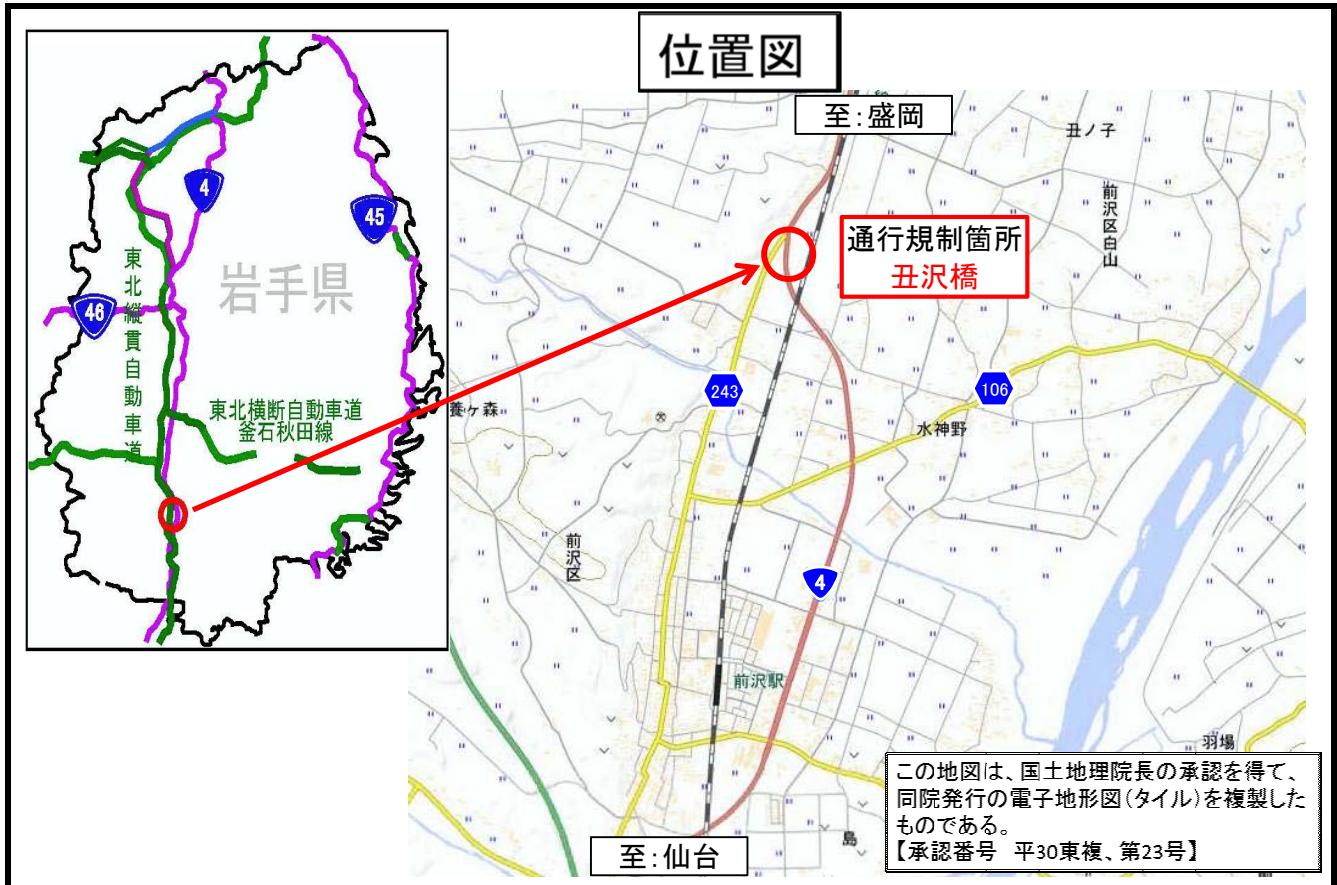 位置図
4
45
46
岩手県
東北縦貫自動車道
東北横断自動車道
釜石秋田線
至:盛岡
丑ノ子
前沢区白山
通行規制箇所
丑沢橋
243
106
養ケ森
水神野
前沢区
4
前沢駅
羽場
島
至:仙台
この地図は、国土地理院長の承認を得て、
同院発行の電子地形図(タイル)を複製した
ものである。
【承認番号 平30東複、第23号】